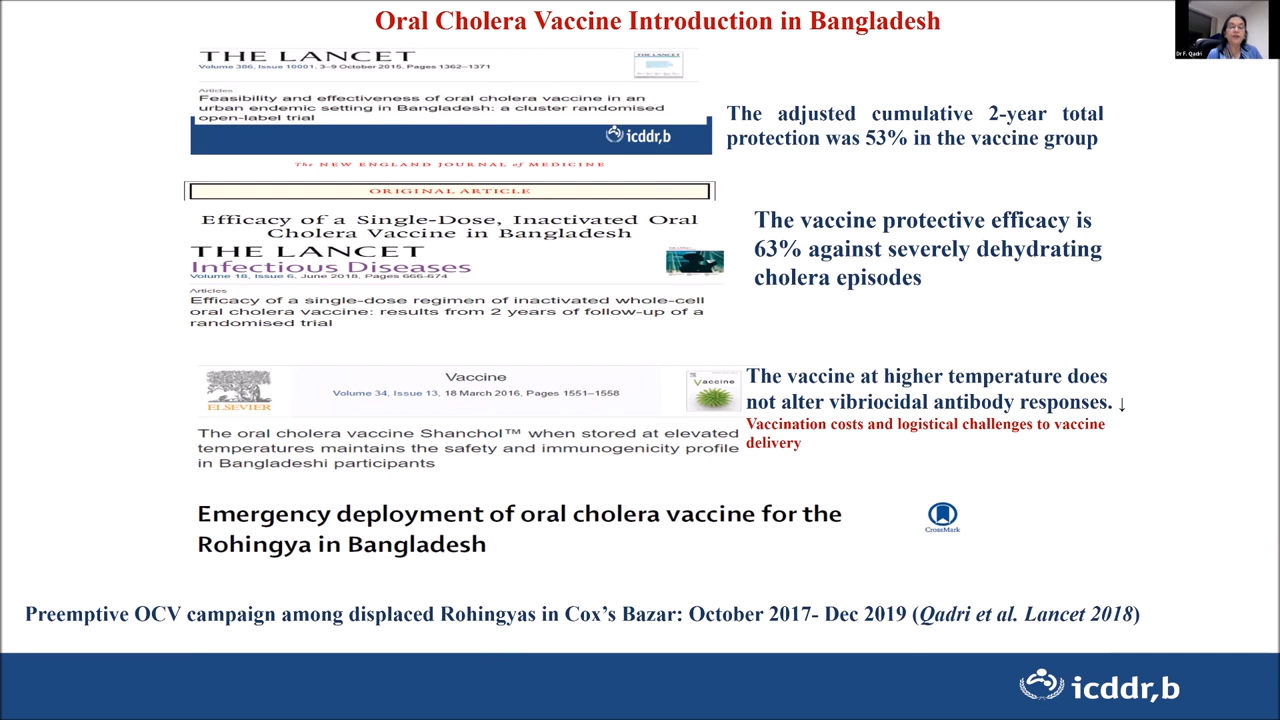 Oral Cholera Vaccine Introduction in Bangladesh
Dr F. Qadri
THE LANCET
Volume 386, Issue 10001, 3–9 October 2015, Pages 1362–1371
THE LANCET
Articles
Feasibility and effectiveness of oral cholera vaccine in an
urban endemic setting in Bangladesh: a cluster randomised
open-label trial
icddr,b
The adjusted cumulative 2-year total
protection was 53% in the vaccine group
The NEW ENGLAND JOURNAL of MEDICINE
ORIGINAL ARTICLE
Efficacy of a Single-Dose, Inactivated Oral
Cholera Vaccine in Bangladesh
THE LANCET
Infectious Diseases
Volume 18, Issue 6, June 2018, Pages 666-674
Articles
Efficacy of a single-dose regimen of inactivated whole-cell
oral cholera vaccine: results from 2 years of follow-up of a
randomised trial
The vaccine protective efficacy is
63% against severely dehydrating
cholera episodes
ELSEVIER
Vaccine
Volume 34, Issue 13, 18 March 2016, Pages 1551–1558
Vaccine
The oral cholera vaccine Shanchol™ when stored at elevated
temperatures maintains the safety and immunogenicity profile
in Bangladeshi participants
The vaccine at higher temperature does
not alter vibriocidal antibody responses. ↓
Vaccination costs and logistical challenges to vaccine
delivery
Emergency deployment of oral cholera vaccine for the
Rohingya in Bangladesh
CrossMark
Preemptive OCV campaign among displaced Rohingyas in Cox’s Bazar: October 2017- Dec 2019 (Qadri et al. Lancet 2018)
icddr,b